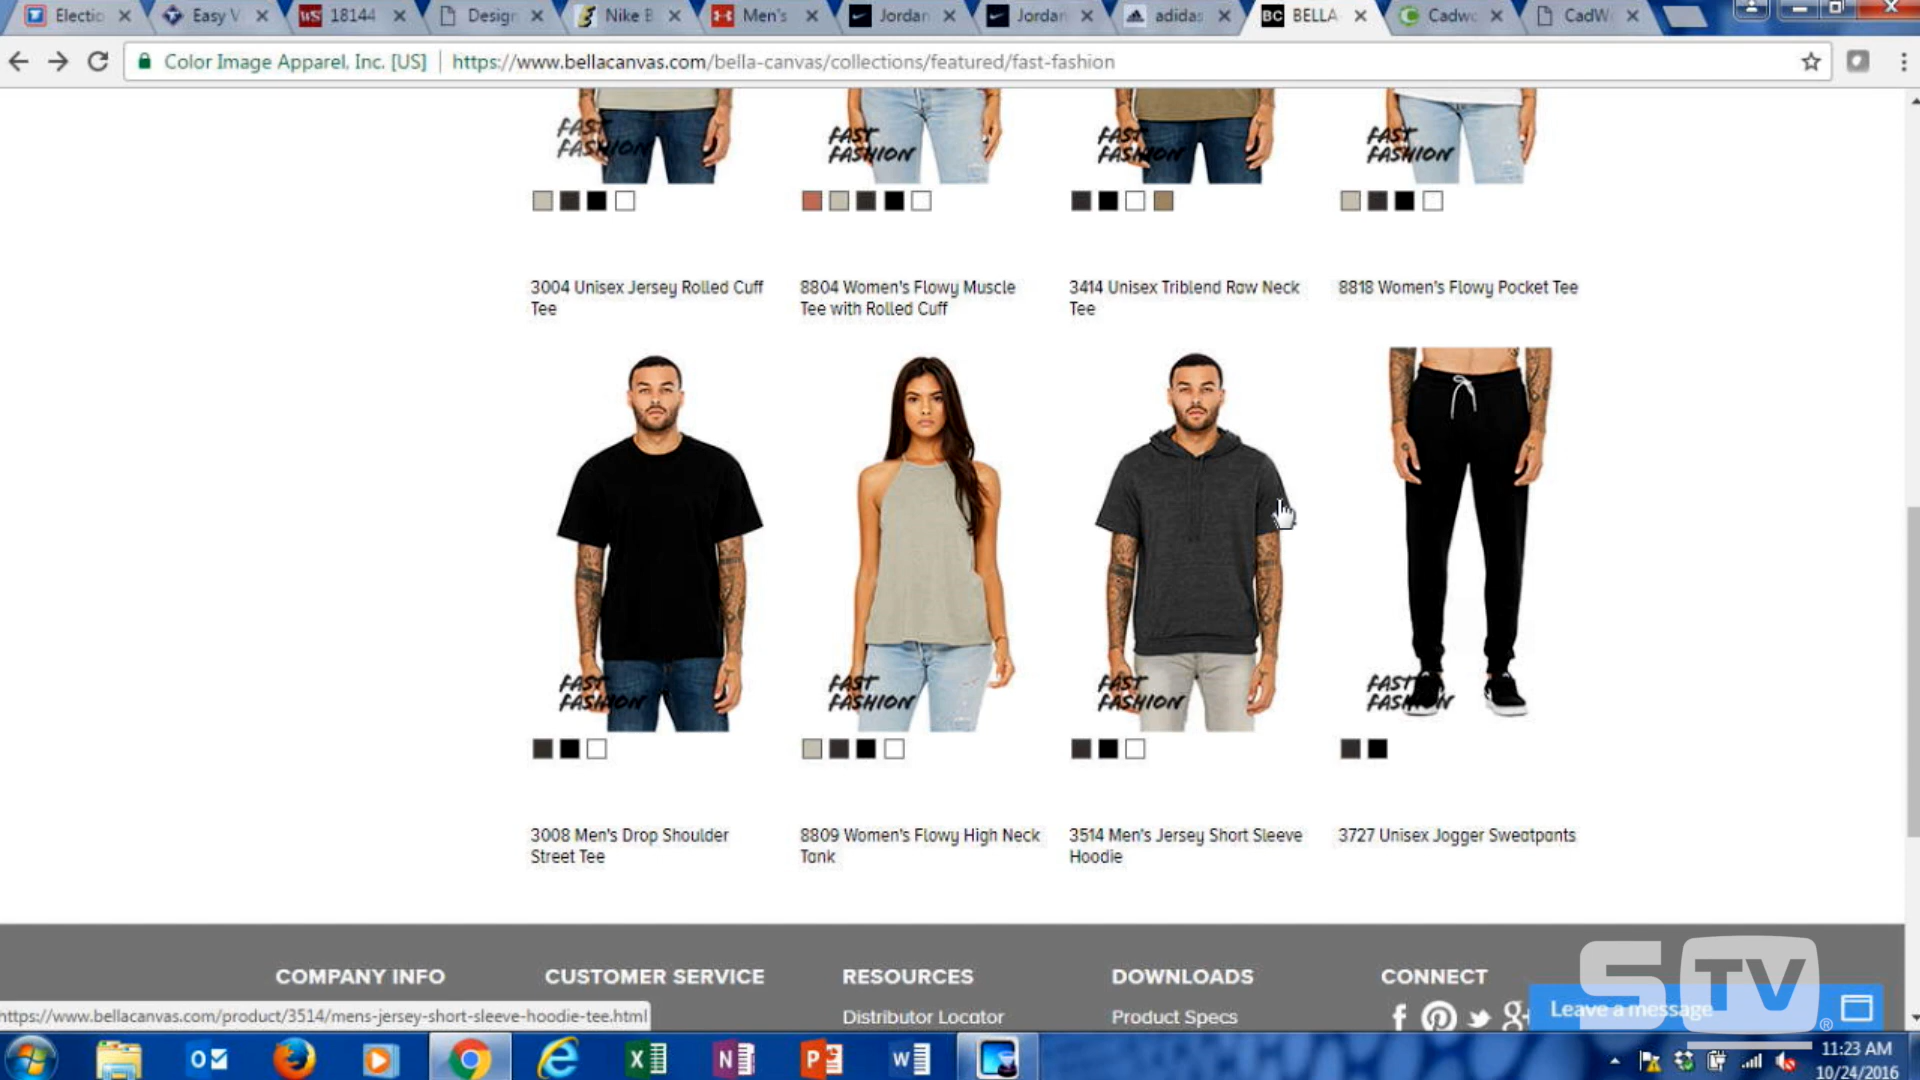 Electio
Easy V
WS 18144
Design
Nike B
Men's
Jordan
Jordan
adidas
BC BELLA
Cadwo
CadW
Color Image Apparel, Inc. [US] https://www.bellacanvas.com/bella-canvas/collections/featured/fast-fashion
FAST
FASHION
FAST
FASHION
FAST
FASHION
FAST
FASHION
3004 Unisex Jersey Rolled Cuff
Tee
8804 Women's Flowy Muscle
Tee with Rolled Cuff
3414 Unisex Triblend Raw Neck
Tee
8818 Women's Flowy Pocket Tee
FAST
FASHION
FAST
FASHION
FAST
FASHION
FAST
FASHION
3008 Men's Drop Shoulder
Street Tee
8809 Women's Flowy High Neck
Tank
3514 Men's Jersey Short Sleeve
Hoodie
3727 Unisex Jogger Sweatpants
COMPANY INFO
CUSTOMER SERVICE
RESOURCES
DOWNLOADS
CONNECT
https://www.bellacanvas.com/product/3514/mens-jersey-short-sleeve-hoodie-tee.html
Distributor Locator
Product Specs
Leave a message
STV®
11:23 AM
10/24/2016